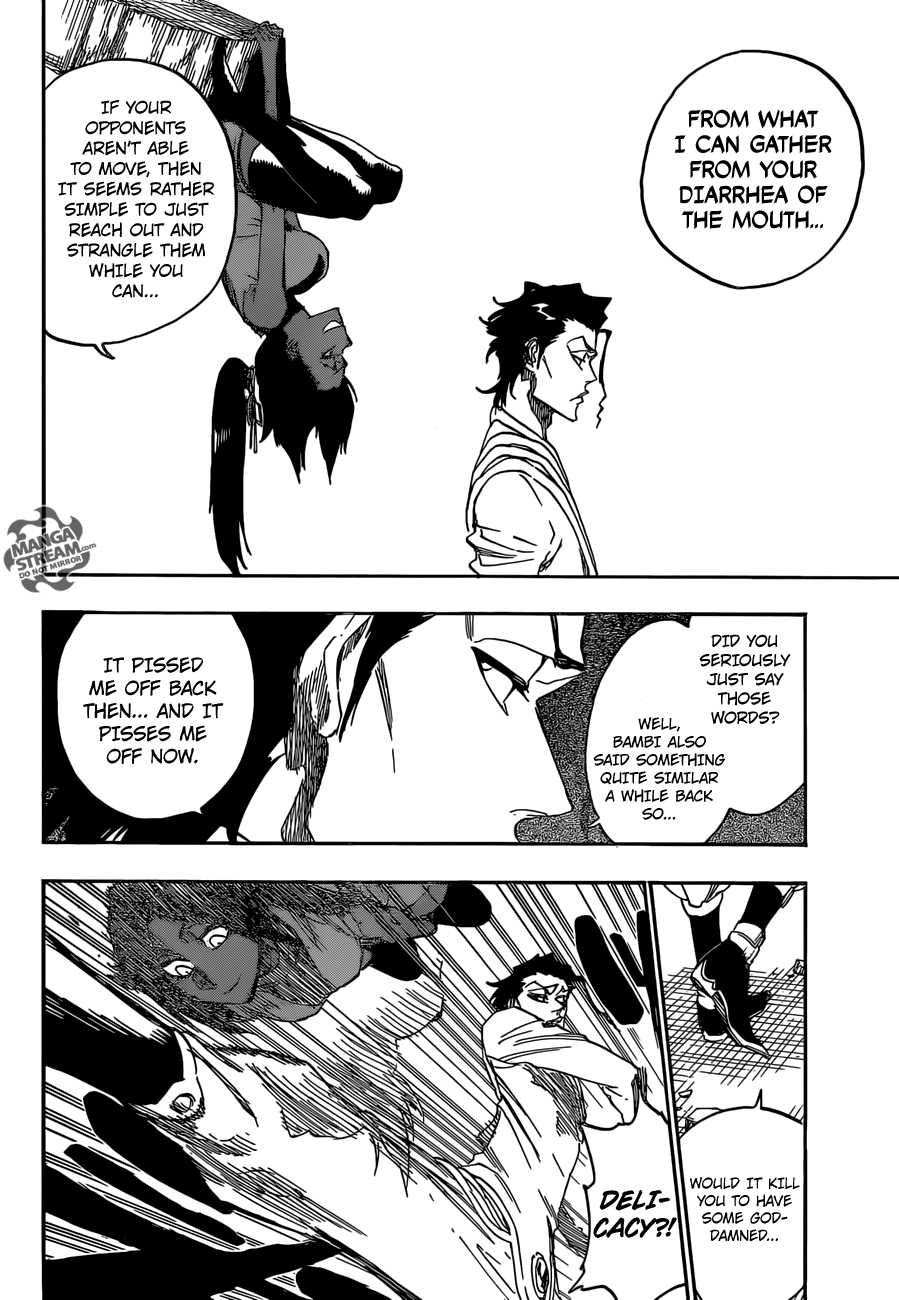 FROM WHAT
I CAN GATHER
FROM YOUR
DIARRHEA OF
THE MOUTH...
IF YOUR
OPPONENTS
AREN'T ABLE
TO MOVE, THEN
IT SEEMS RATHER
SIMPLE TO JUST
REACH OUT AND
STRANGLE THEM
WHILE YOU
CAN...
MANGA
STREAM.com
DO NOT MIRROR!
DID YOU
SERIOUSLY
JUST SAY
THOSE
WORDS?
WELL,
BAMBI ALSO
SAID SOMETHING
QUITE SIMILAR
A WHILE BACK
SO...
IT PISSED
ME OFF BACK
THEN... AND IT
PISSES ME
OFF NOW.
WOULD IT KILL
YOU TO HAVE
SOME GOD-
DAMNED...
DELI-
CACY?!